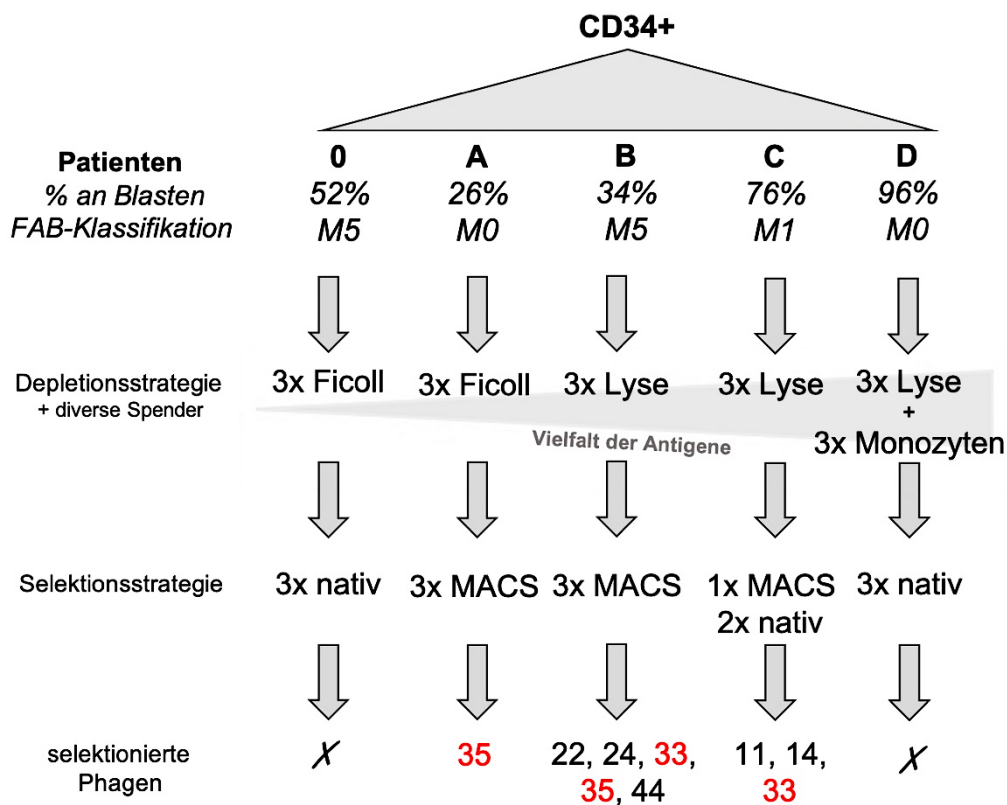 CD34+
Patienten 0 A B C D
% an Blasten 52% 26% 34% 76% 96%
FAB-Klassifikation M5 M0 M5 M1 M0
Depletionsstrategie 3x Ficoll 3x Ficoll 3x Lyse 3x Lyse 3x Lyse
+ diverse Spender +
Vielfalt der Antigene 3x Monozyten
Selektionsstrategie 3x nativ 3x MACS 3x MACS 1x MACS 3x nativ
2x nativ
selektionierte X 35 22, 24, 33, 11, 14, X
Phagen 35, 44 33